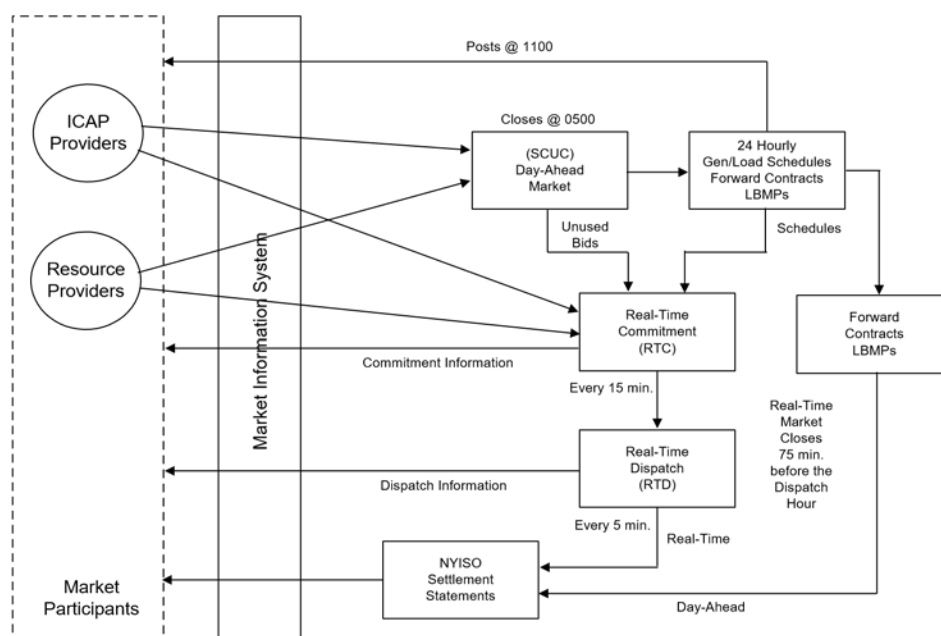 Posts @ 1100
ICAP
Providers
Closes @ 0500
(SCUC)
Day-Ahead
Market
24 Hourly
Gen/Load Schedules
Forward Contracts
LBMPs
Unused
Bids
Schedules
Resource
Providers
Market Information System
Real-Time
Commitment
(RTC)
Forward
Contracts
LBMPs
Commitment Information
Every 15 min.
Real-Time
Market
Closes
75 min.
before the
Dispatch
Hour
Real-Time
Dispatch
(RTD)
Dispatch Information
Every 5 min.
Real-Time
NYISO
Settlement
Statements
Market
Participants
Day-Ahead